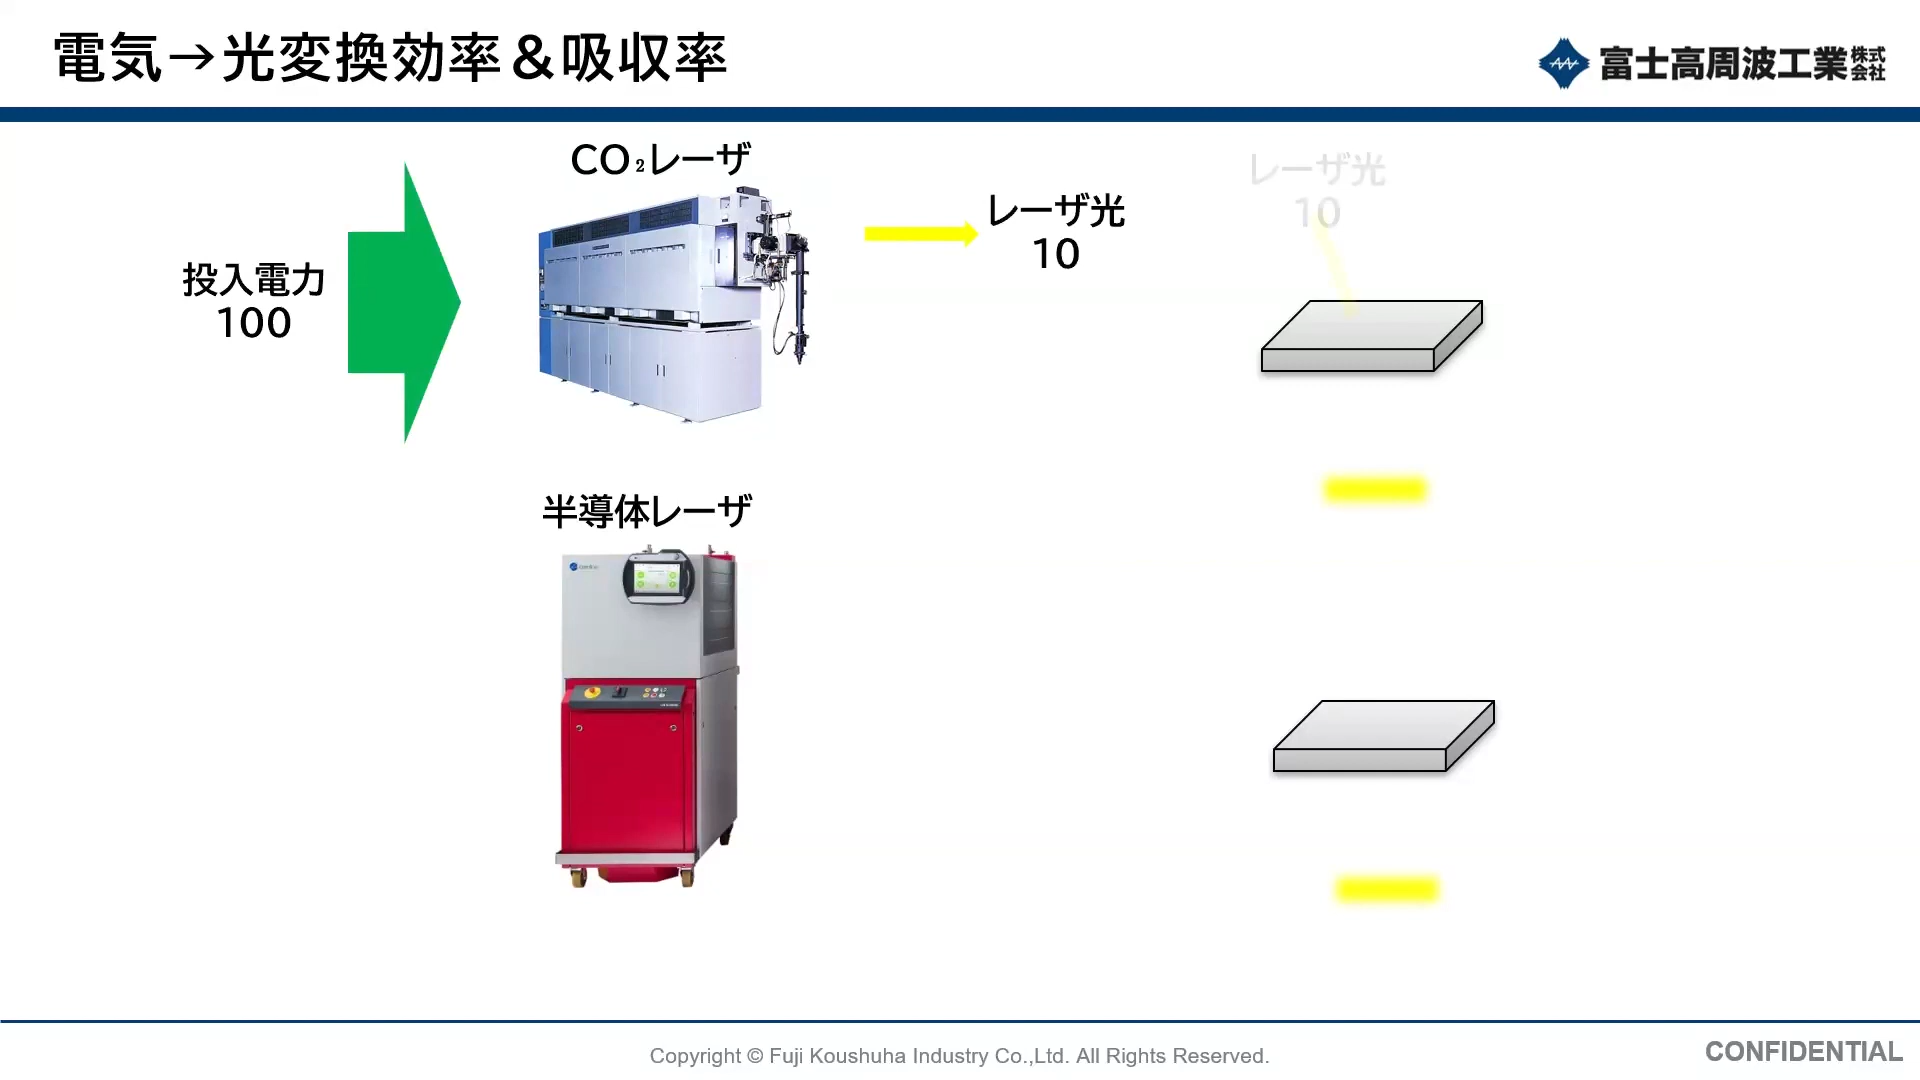 電気→光変換効率＆吸収率
富士高周波工業株式会社
CO₂レーザ
投入電力
100
レーザ光
10
レーザ光
10
半導体レーザ
Copyright © Fuji Koushuha Industry Co.,Ltd. All Rights Reserved.
CONFIDENTIAL